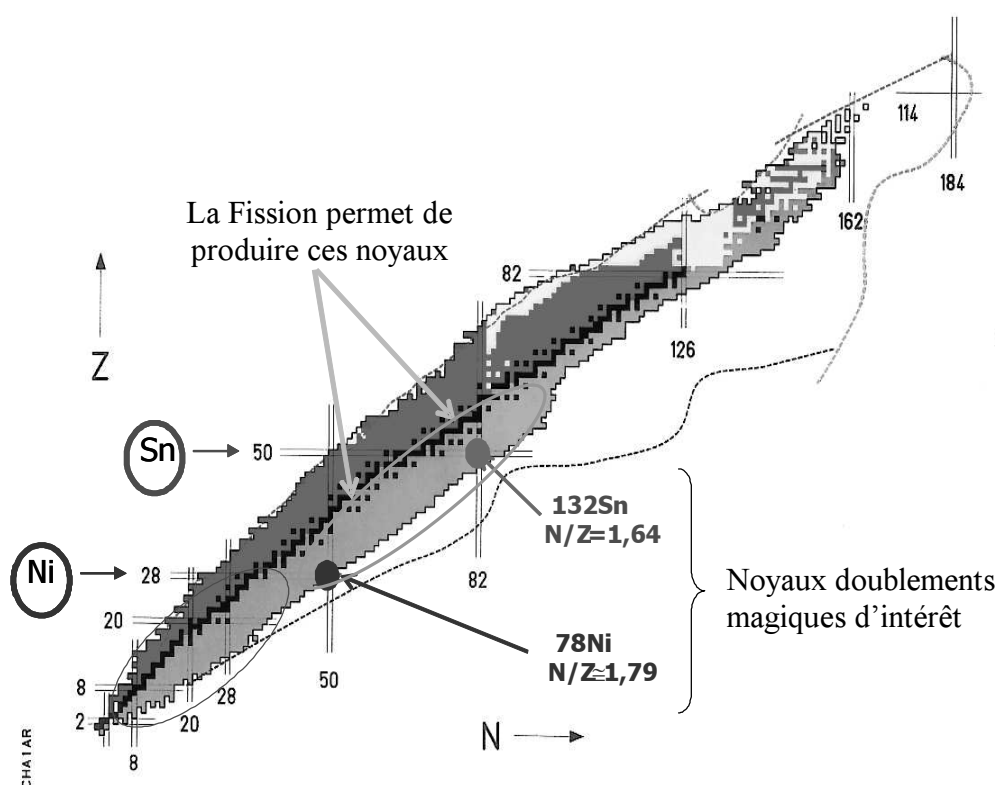 114
184
162
La Fission permet de
produire ces noyaux
82
126
Z
Sn
50
132Sn
N/Z=1,64
Ni
28
82
Noyaux doublements
magiques d'intérêt
20
78Ni
N/Z≅1,79
50
8
28
2
20
N
8
CHA1AR